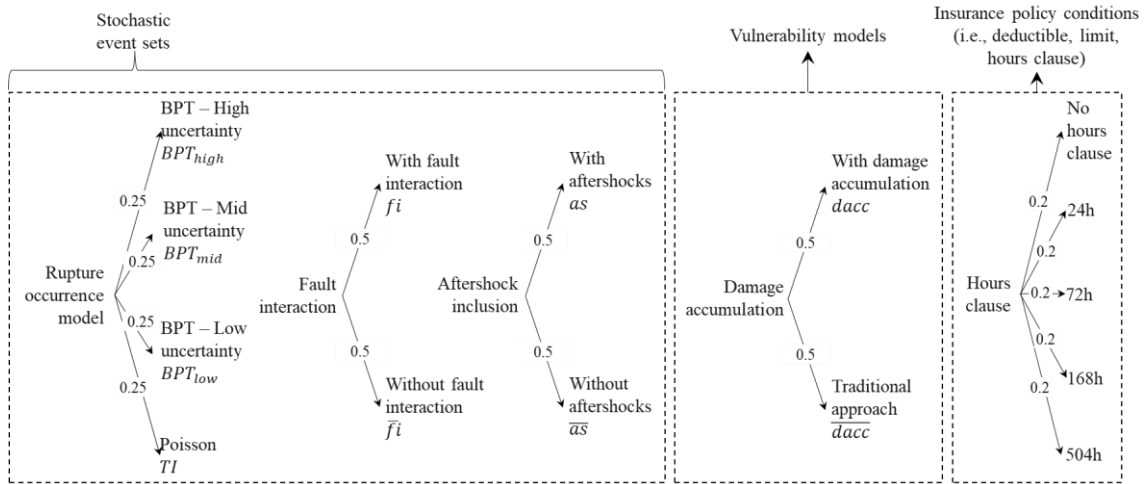 Stochastic
event sets
Vulnerability models
Insurance policy conditions
(i.e., deductible, limit,
hours clause)
BPT – High
uncertainty
BPT_high
0.25
BPT – Mid
uncertainty
BPT_mid
0.25
Rupture
occurrence
model
0.25
BPT – Low
uncertainty
BPT_low
0.25
Poisson
TI
With fault
interaction
fi
0.5
Fault
interaction
0.5
Without fault
interaction
f̅i̅
With
aftershocks
as
0.5
Aftershock
inclusion
0.5
Without
aftershocks
a̅s̅
With damage
accumulation
dacc
0.5
Damage
accumulation
0.5
Traditional
approach
d̅a̅c̅c̅
No
hours
clause
0.2
24h
0.2
Hours
clause
0.2
72h
0.2
168h
0.2
504h